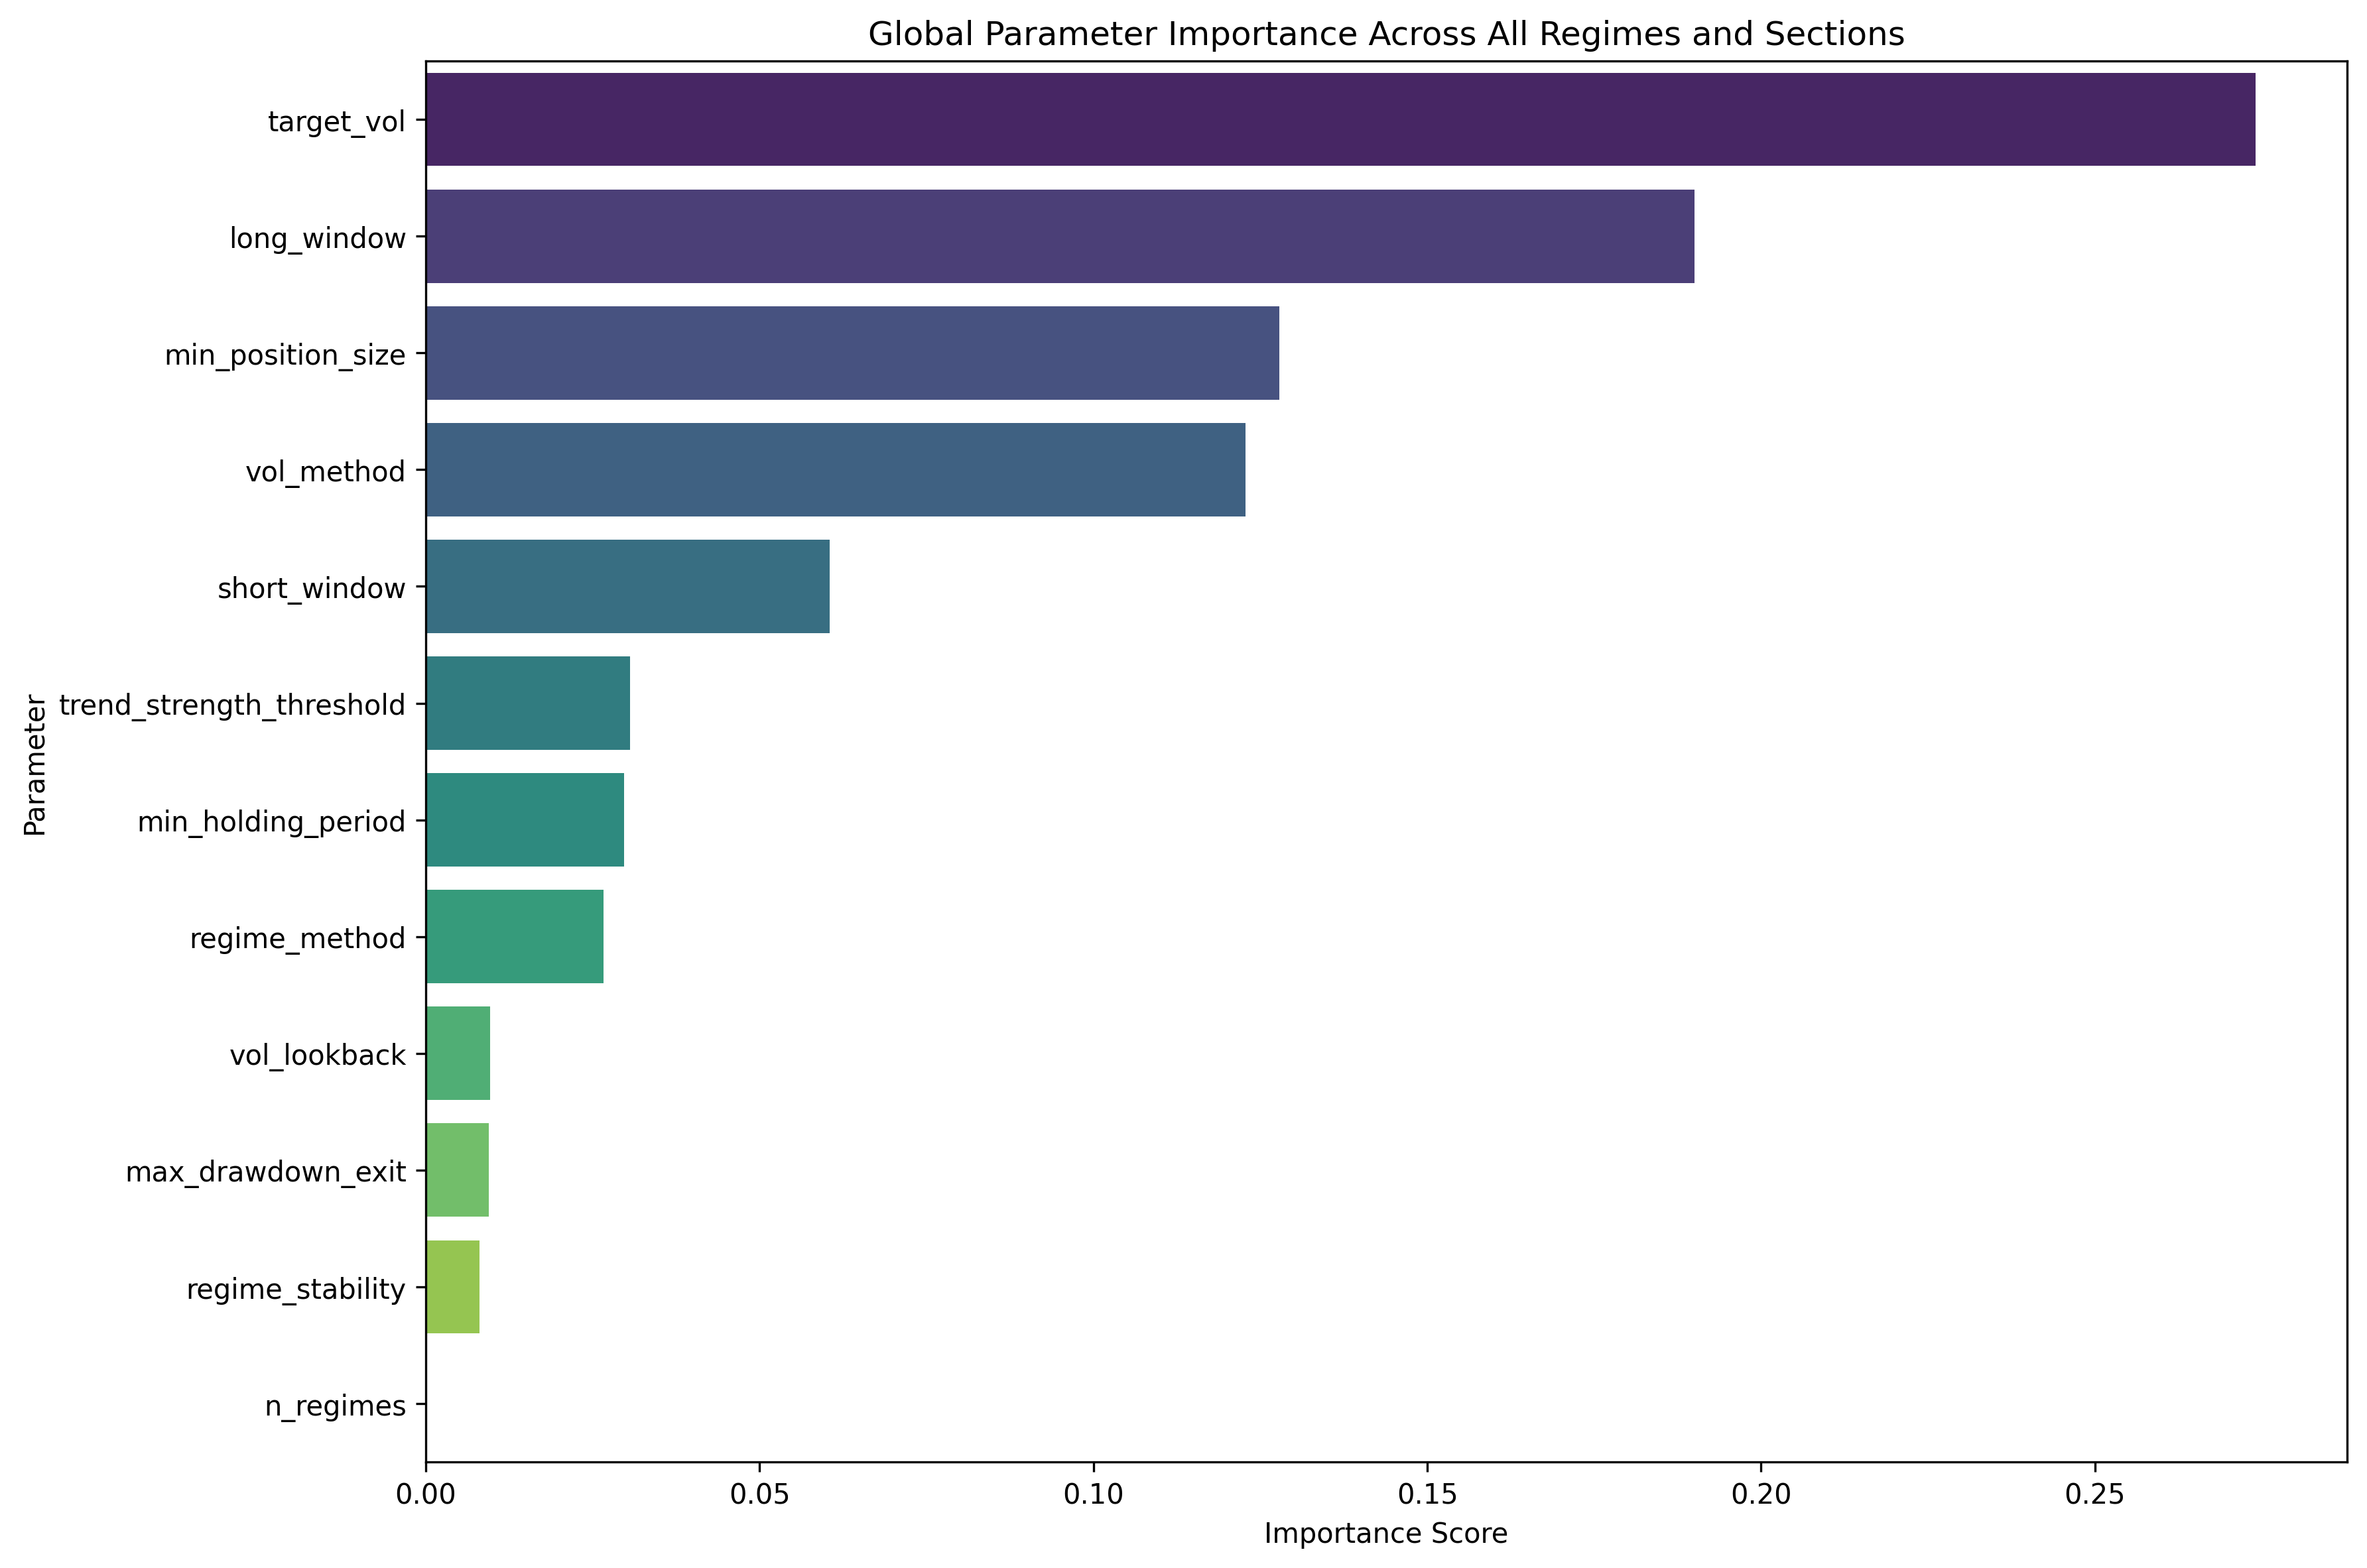 Global Parameter Importance Across All Regimes and Sections
target_vol
long_window
min_position_size
vol_method
short_window
trend_strength_threshold
min_holding_period
regime_method
vol_lookback
max_drawdown_exit
regime_stability
n_regimes
Parameter
0.00 0.05 0.10 0.15 0.20 0.25
Importance Score